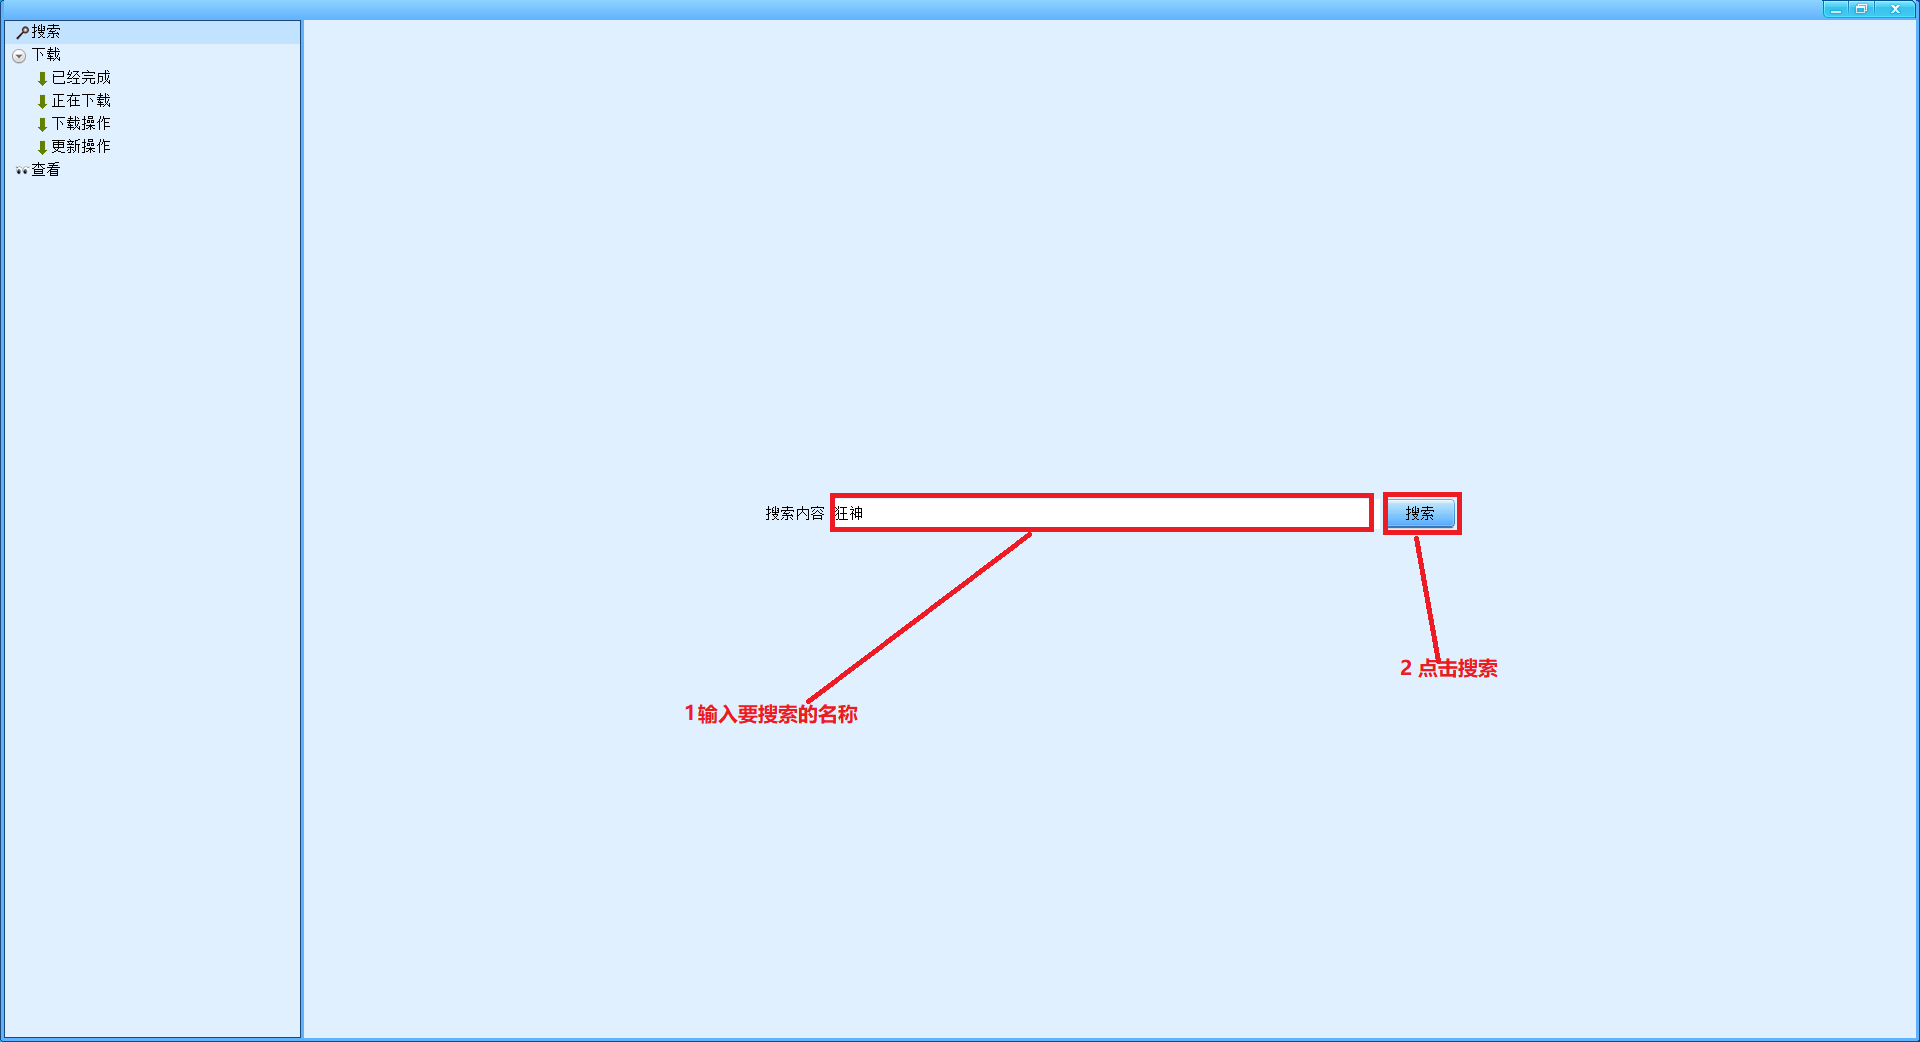 搜索
下载
已经完成
正在下载
下载操作
更新操作
查看
搜索内容 狂神 搜索
2 点击搜索
1输入要搜索的名称